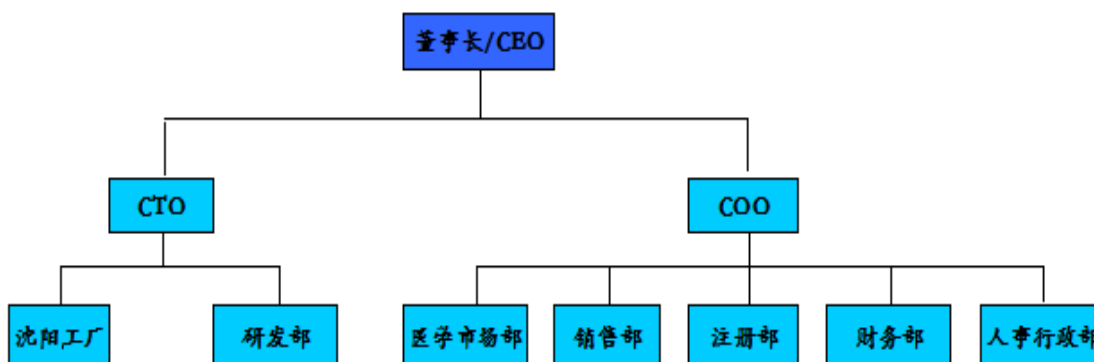 董事长/CEO
CTO
COO
沈阳工厂
研发部
医学市场部
销售部
注册部
财务部
人事行政部